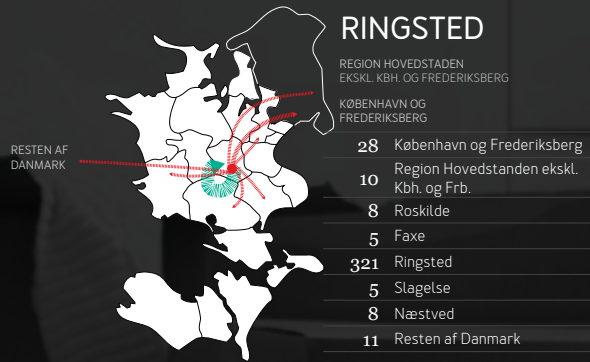 RINGSTED
REGION HOVEDSTADEN
EKSKL. KBH. OG FREDERIKSBERG
KØBENHAVN OG
FREDERIKSBERG
RESTEN AF
DANMARK
28 København og Frederiksberg
10 Region Hovedstanden ekskl.
Kbh. og Frb.
8 Roskilde
5 Faxe
321 Ringsted
5 Slagelse
8 Næstved
11 Resten af Danmark